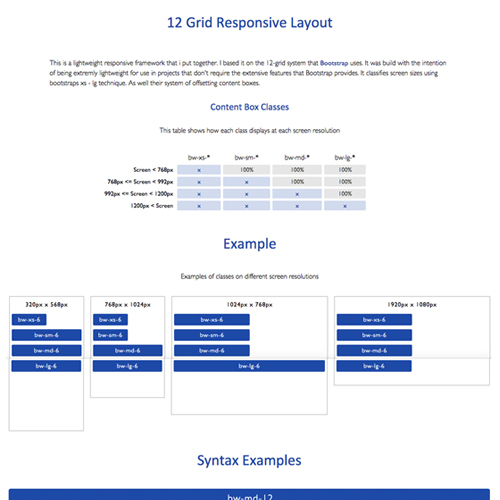 12 Grid Responsive Layout
This is a lightweight responsive framework that i put together. I based it on the 12-grid system that Bootstrap uses. It was build with the intention
of being extremly lightweight for use in projects that don't require the extensive features that Bootstrap provides. It classifies screen sizes using
bootstraps xs - lg technique. As well their system of offsetting content boxes.
Content Box Classes
This table shows how each class displays at each screen resolution
bw-xs-* bw-sm-* bw-md-* bw-lg-*
Screen < 768px x 100% 100% 100%
768px <= Screen < 992px x x 100% 100%
992px <= Screen < 1200px x x x 100%
1200px < Screen x x x x
Example
Examples of classes on different screen resolutions
320px x 568px
bw-xs-6
bw-sm-6
bw-md-6
bw-lg-6
768px x 1024px
bw-xs-6
bw-sm-6
bw-md-6
bw-lg-6
1024px x 768px
bw-xs-6
bw-sm-6
bw-md-6
bw-lg-6
1920px x 1080px
bw-xs-6
bw-sm-6
bw-md-6
bw-lg-6
Syntax Examples
bw-md-12